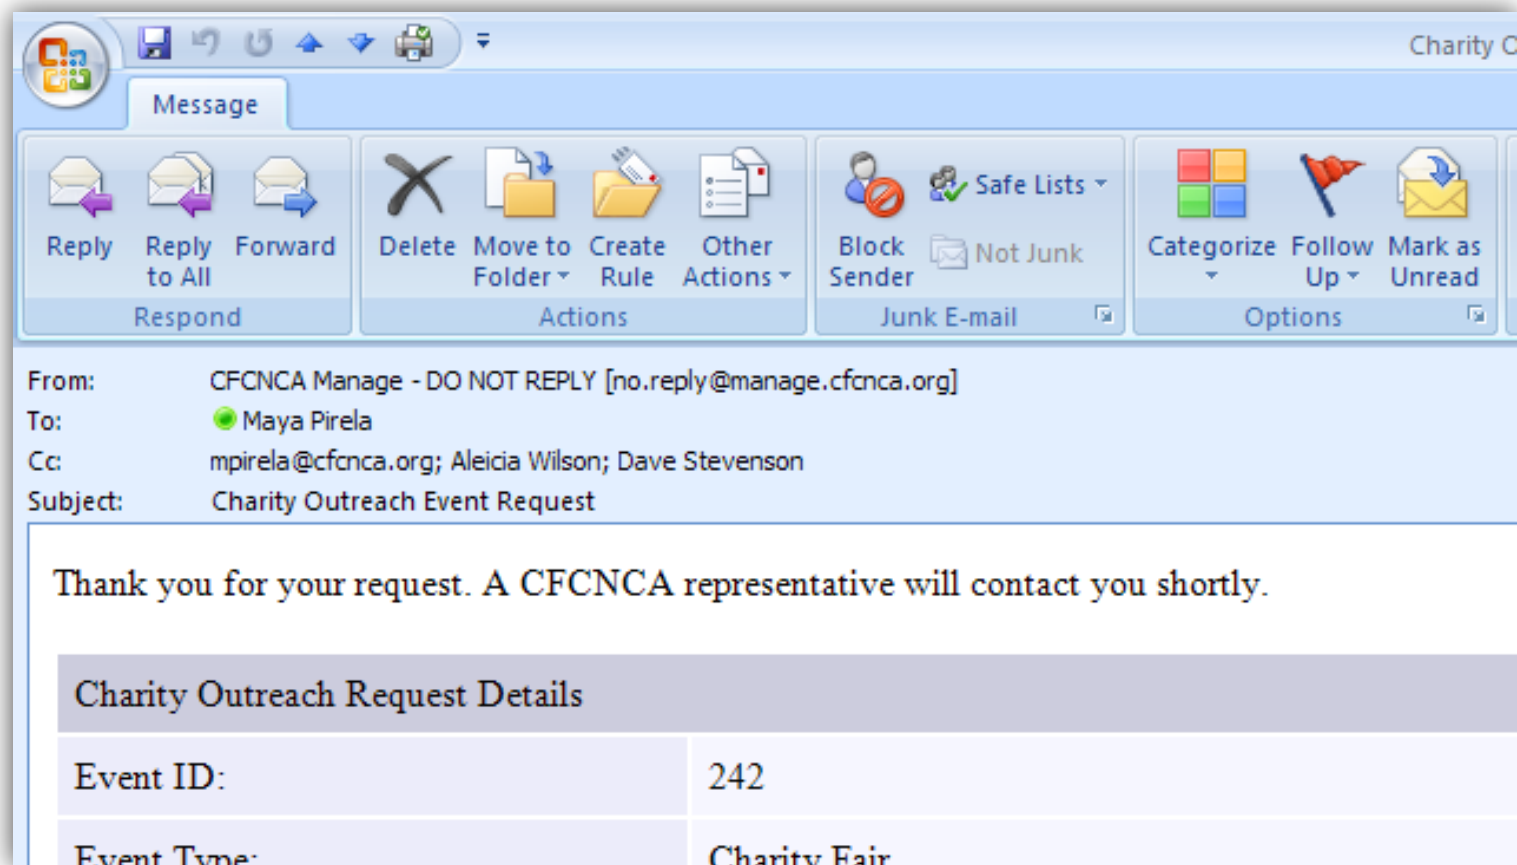 Charity O
Message
Reply
Reply to All
Forward
Delete
Move to Folder
Create Rule
Other Actions
Block Sender
Safe Lists
Not Junk
Categorize
Follow Up
Mark as Unread
Respond
Actions
Junk E-mail
Options
From: CFCNCA Manage - DO NOT REPLY [no.reply@manage.cfcnca.org]
To: Maya Pirela
Cc: mpirela@cfcnca.org; Aleicia Wilson; Dave Stevenson
Subject: Charity Outreach Event Request
Thank you for your request. A CFCNCA representative will contact you shortly.
Charity Outreach Request Details
Event ID: 242
Event Type: Charity Fair